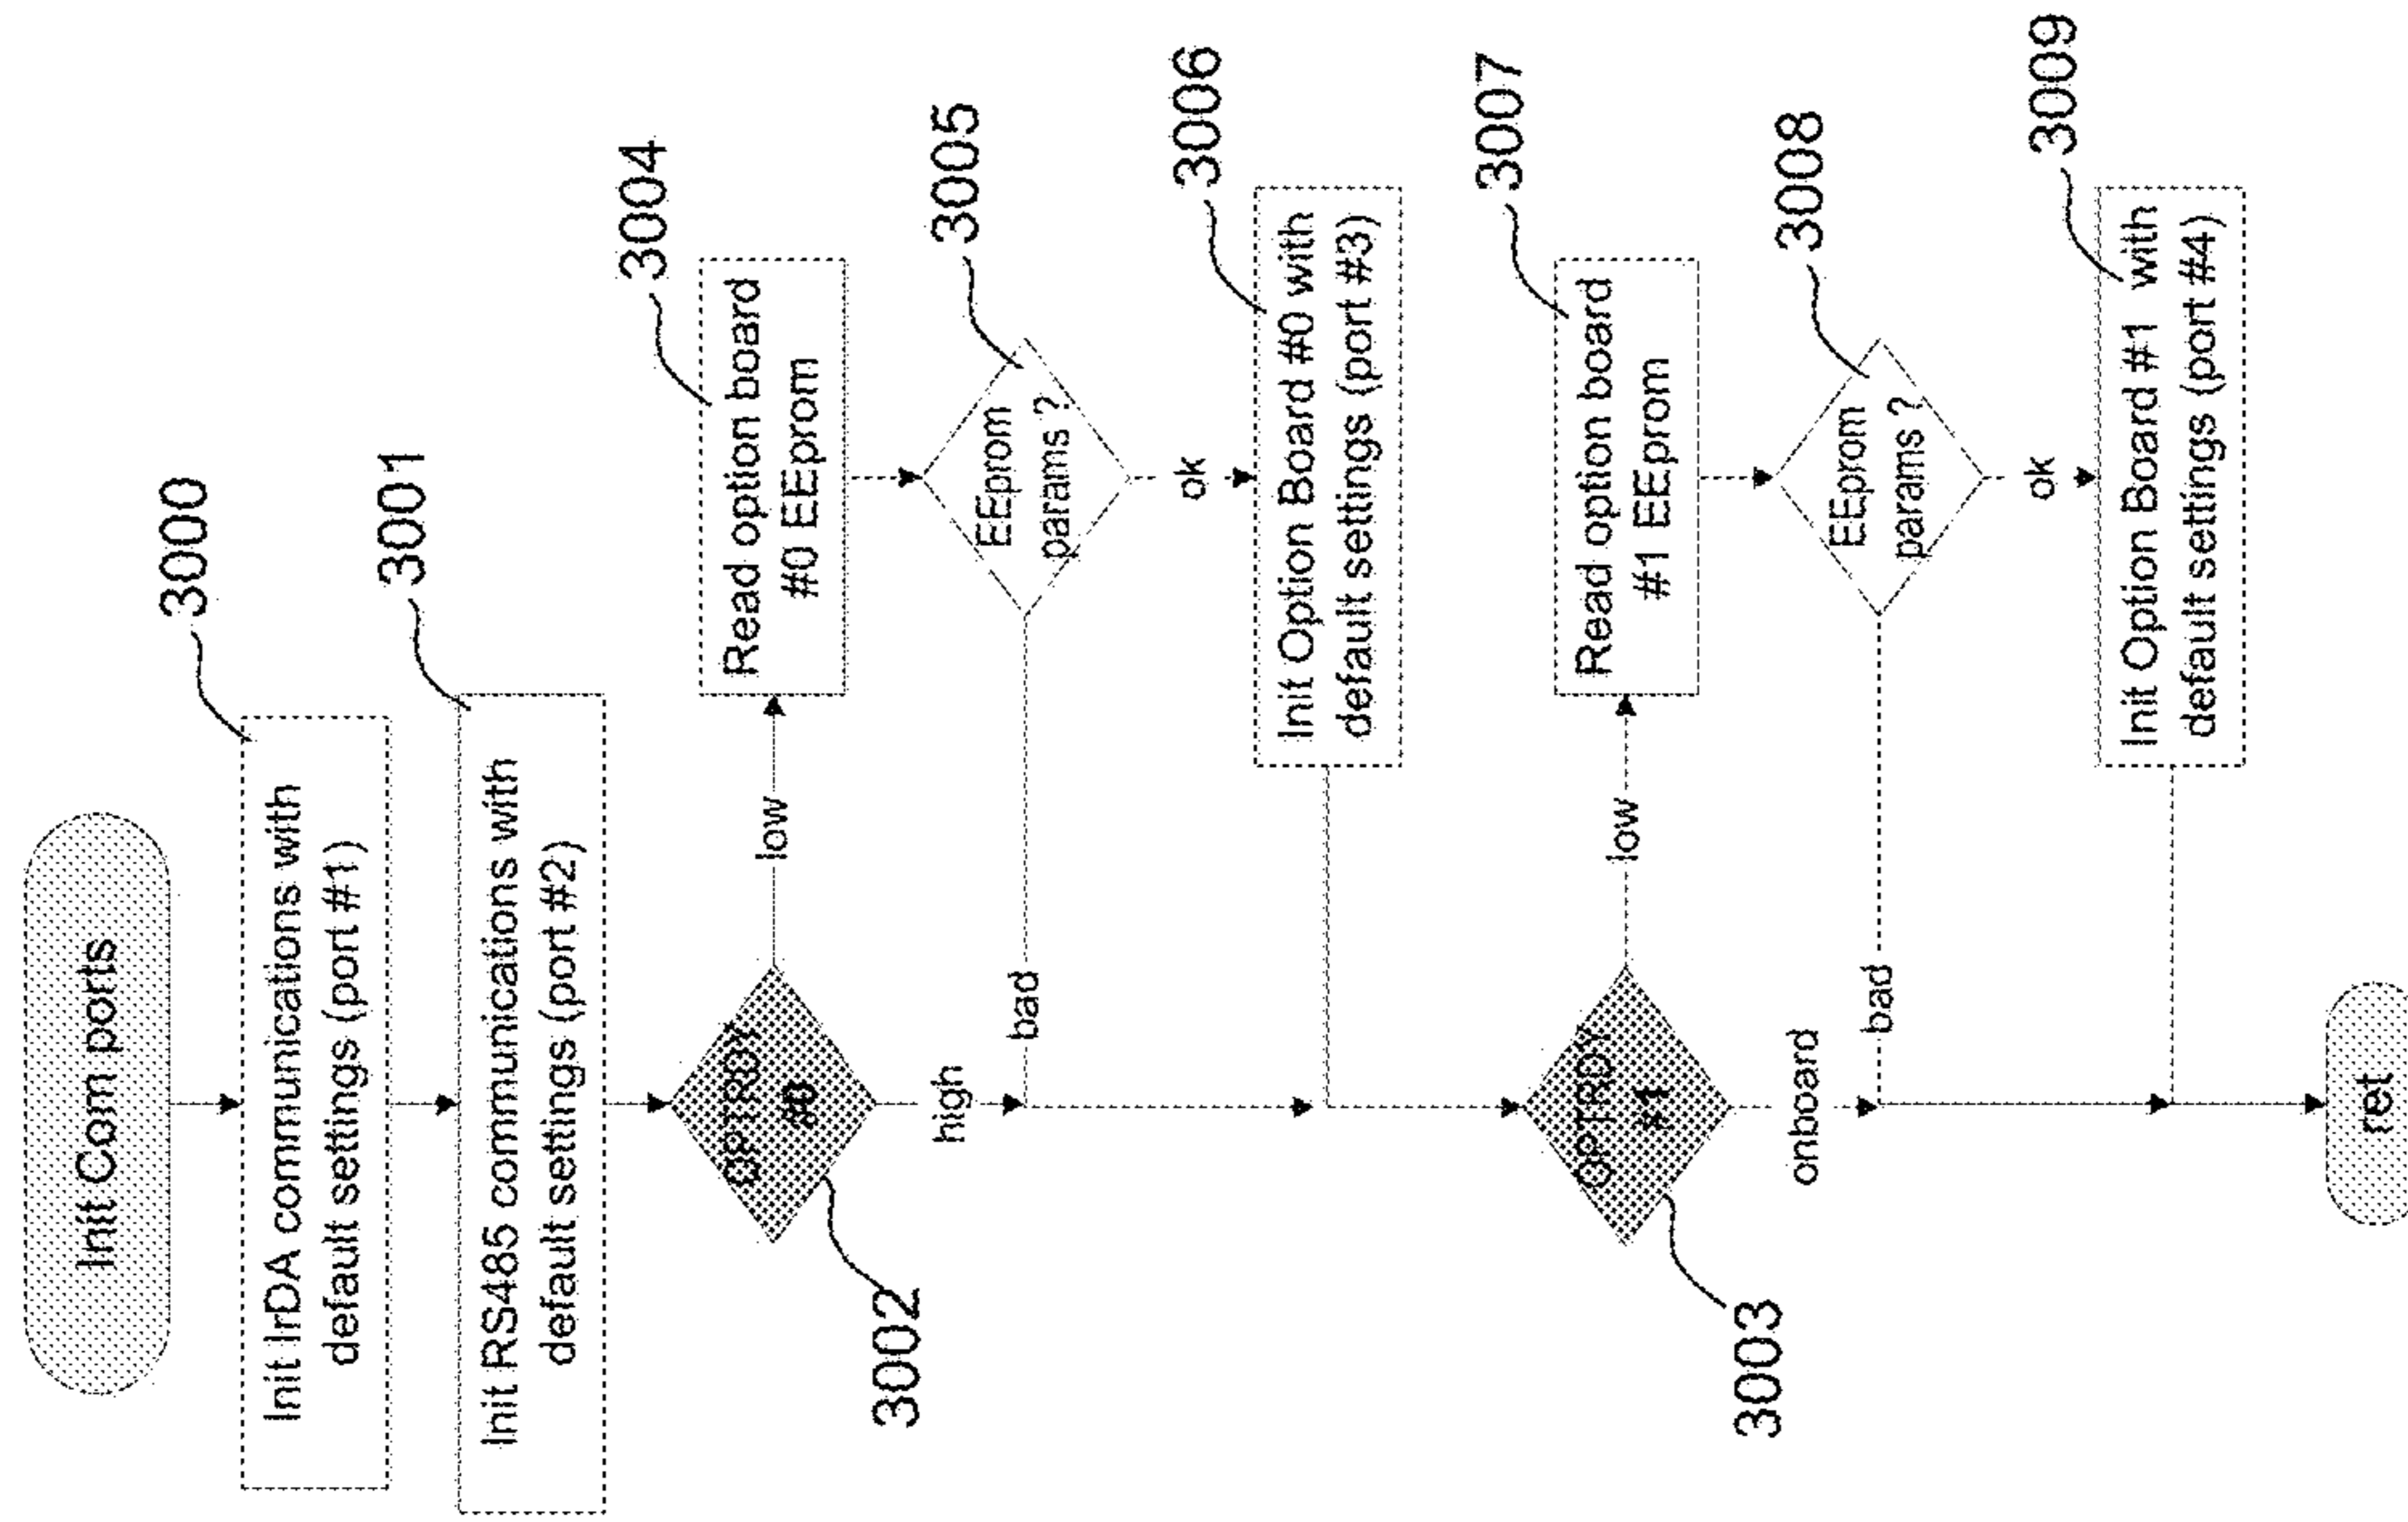 Init Com ports
3000
Init IrDA communications with
default settings (port #1)
3001
Init RS485 communications with
default settings (port #2)
3002
OPTRDY
#0
low
3004
Read option board
#0 EEprom
high
3005
EEprom
params ?
bad
ok
3006
Init Option Board #0 with
default settings (port #3)
3003
OPTRDY
#1
low
3007
Read option board
#1 EEprom
onboard
3008
EEprom
params ?
bad
ok
3009
Init Option Board #1 with
default settings (port #4)
ret